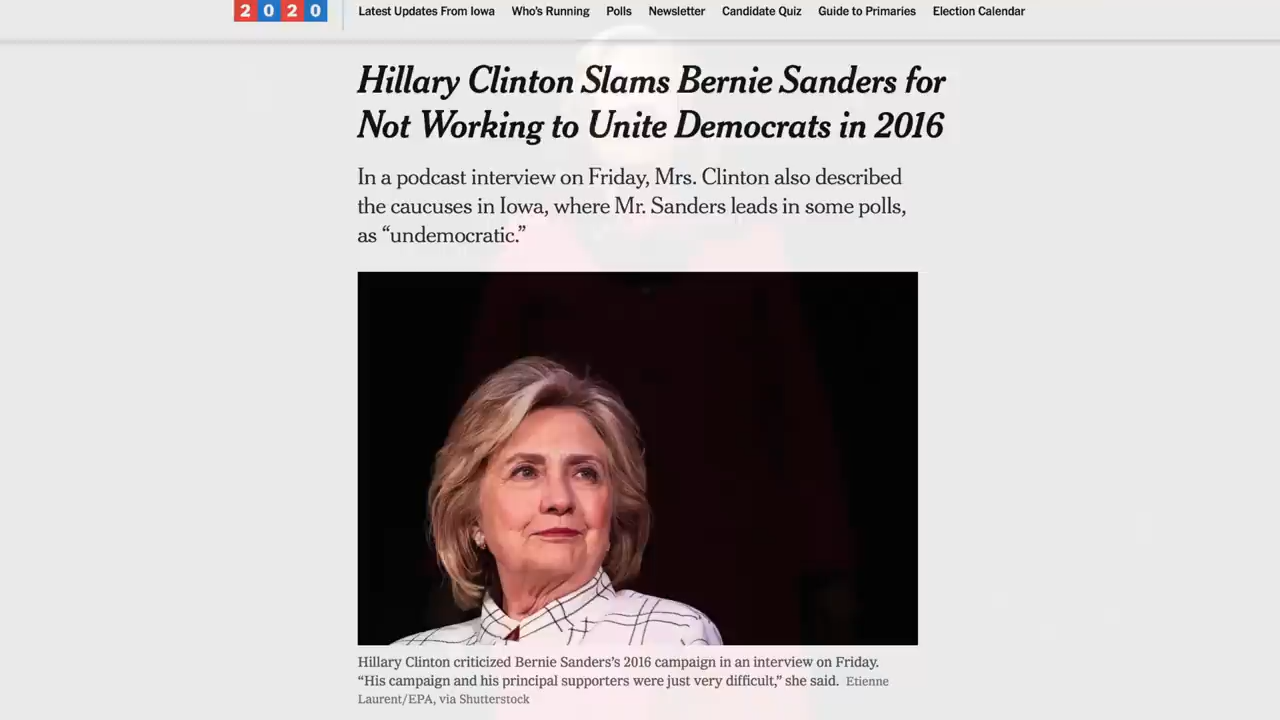 2020
Latest Updates From Iowa Who's Running Polls Newsletter Candidate Quiz Guide to Primaries Election Calendar
Hillary Clinton Slams Bernie Sanders for
Not Working to Unite Democrats in 2016
In a podcast interview on Friday, Mrs. Clinton also described
the caucuses in Iowa, where Mr. Sanders leads in some polls,
as “undemocratic.”
Hillary Clinton criticized Bernie Sanders’s 2016 campaign in an interview on Friday.
“His campaign and his principal supporters were just very difficult,” she said. Etienne
Laurent/EPA, via Shutterstock